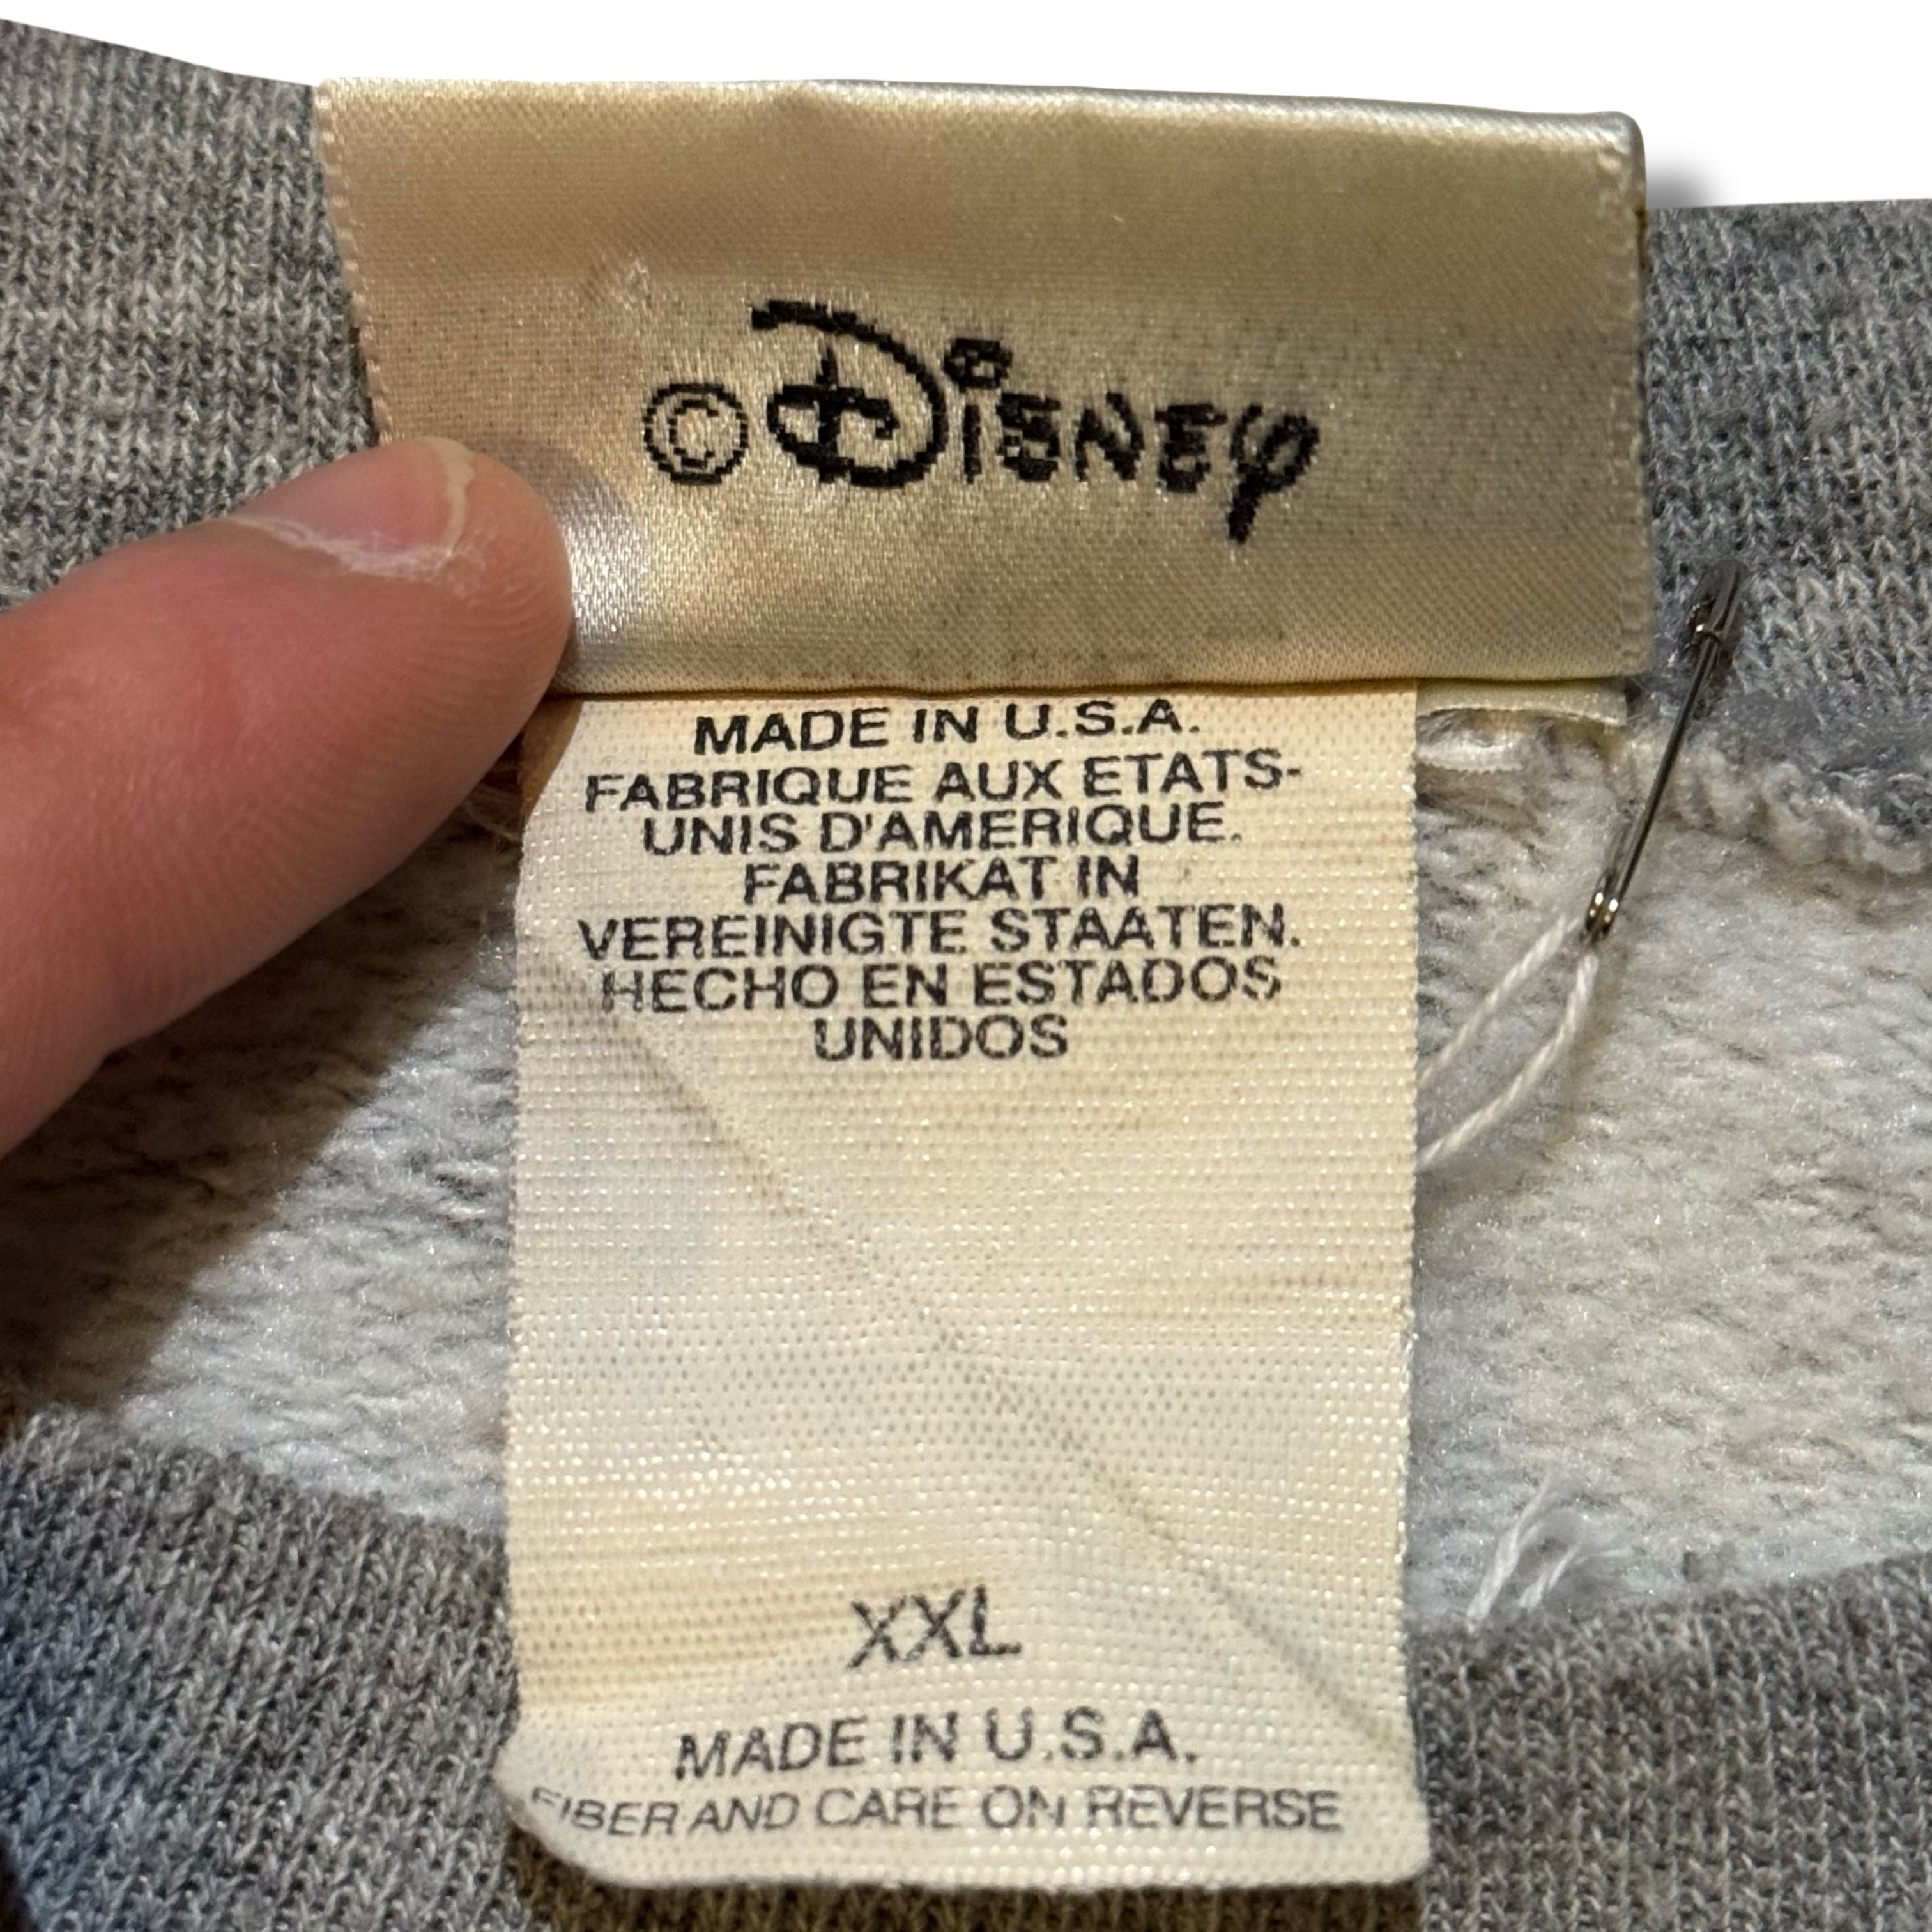 ©Disney
MADE IN U.S.A.
FABRIQUE AUX ETATS-
UNIS D'AMERIQUE.
FABRIKAT IN
VEREINIGTE STAATEN.
HECHO EN ESTADOS
UNIDOS
XXL
MADE IN U.S.A.
FIBER AND CARE ON REVERSE